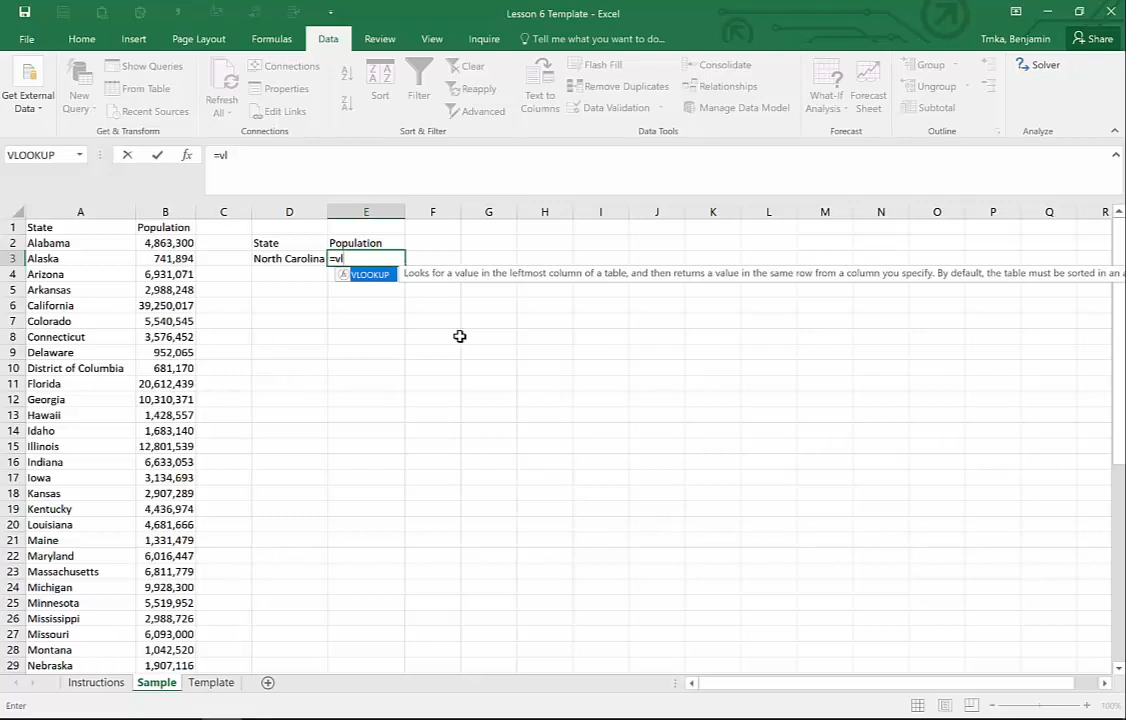 Lesson 6 Template - Excel
File Home Insert Page Layout Formulas Data Review View Inquire Tell me what you want to do... Trnka, Benjamin Share
Get External Data
New Query
Show Queries
From Table
Recent Sources
Get & Transform
Refresh All
Connections
Properties
Edit Links
Connections
Sort
Filter
Clear
Reapply
Advanced
Sort & Filter
Text to Columns
Flash Fill
Remove Duplicates
Data Validation
Consolidate
Relationships
Manage Data Model
Data Tools
What-If Analysis
Forecast Sheet
Forecast
Group
Ungroup
Subtotal
Outline
Solver
Analyze
VLOOKUP fx =vl
A B C D E F G H I J K L M N O P Q R
1 State Population
2 Alabama 4,863,300 State Population
3 Alaska 741,894 North Carolina =vl
4 Arizona 6,931,071 fx VLOOKUP Looks for a value in the leftmost column of a table, and then returns a value in the same row from a column you specify. By default, the table must be sorted in an a
5 Arkansas 2,988,248
6 California 39,250,017
7 Colorado 5,540,545
8 Connecticut 3,576,452
9 Delaware 952,065
10 District of Columbia 681,170
11 Florida 20,612,439
12 Georgia 10,310,371
13 Hawaii 1,428,557
14 Idaho 1,683,140
15 Illinois 12,801,539
16 Indiana 6,633,053
17 Iowa 3,134,693
18 Kansas 2,907,289
19 Kentucky 4,436,974
20 Louisiana 4,681,666
21 Maine 1,331,479
22 Maryland 6,016,447
23 Massachusetts 6,811,779
24 Michigan 9,928,300
25 Minnesota 5,519,952
26 Mississippi 2,988,726
27 Missouri 6,093,000
28 Montana 1,042,520
29 Nebraska 1,907,116
Instructions Sample Template
Enter 100%